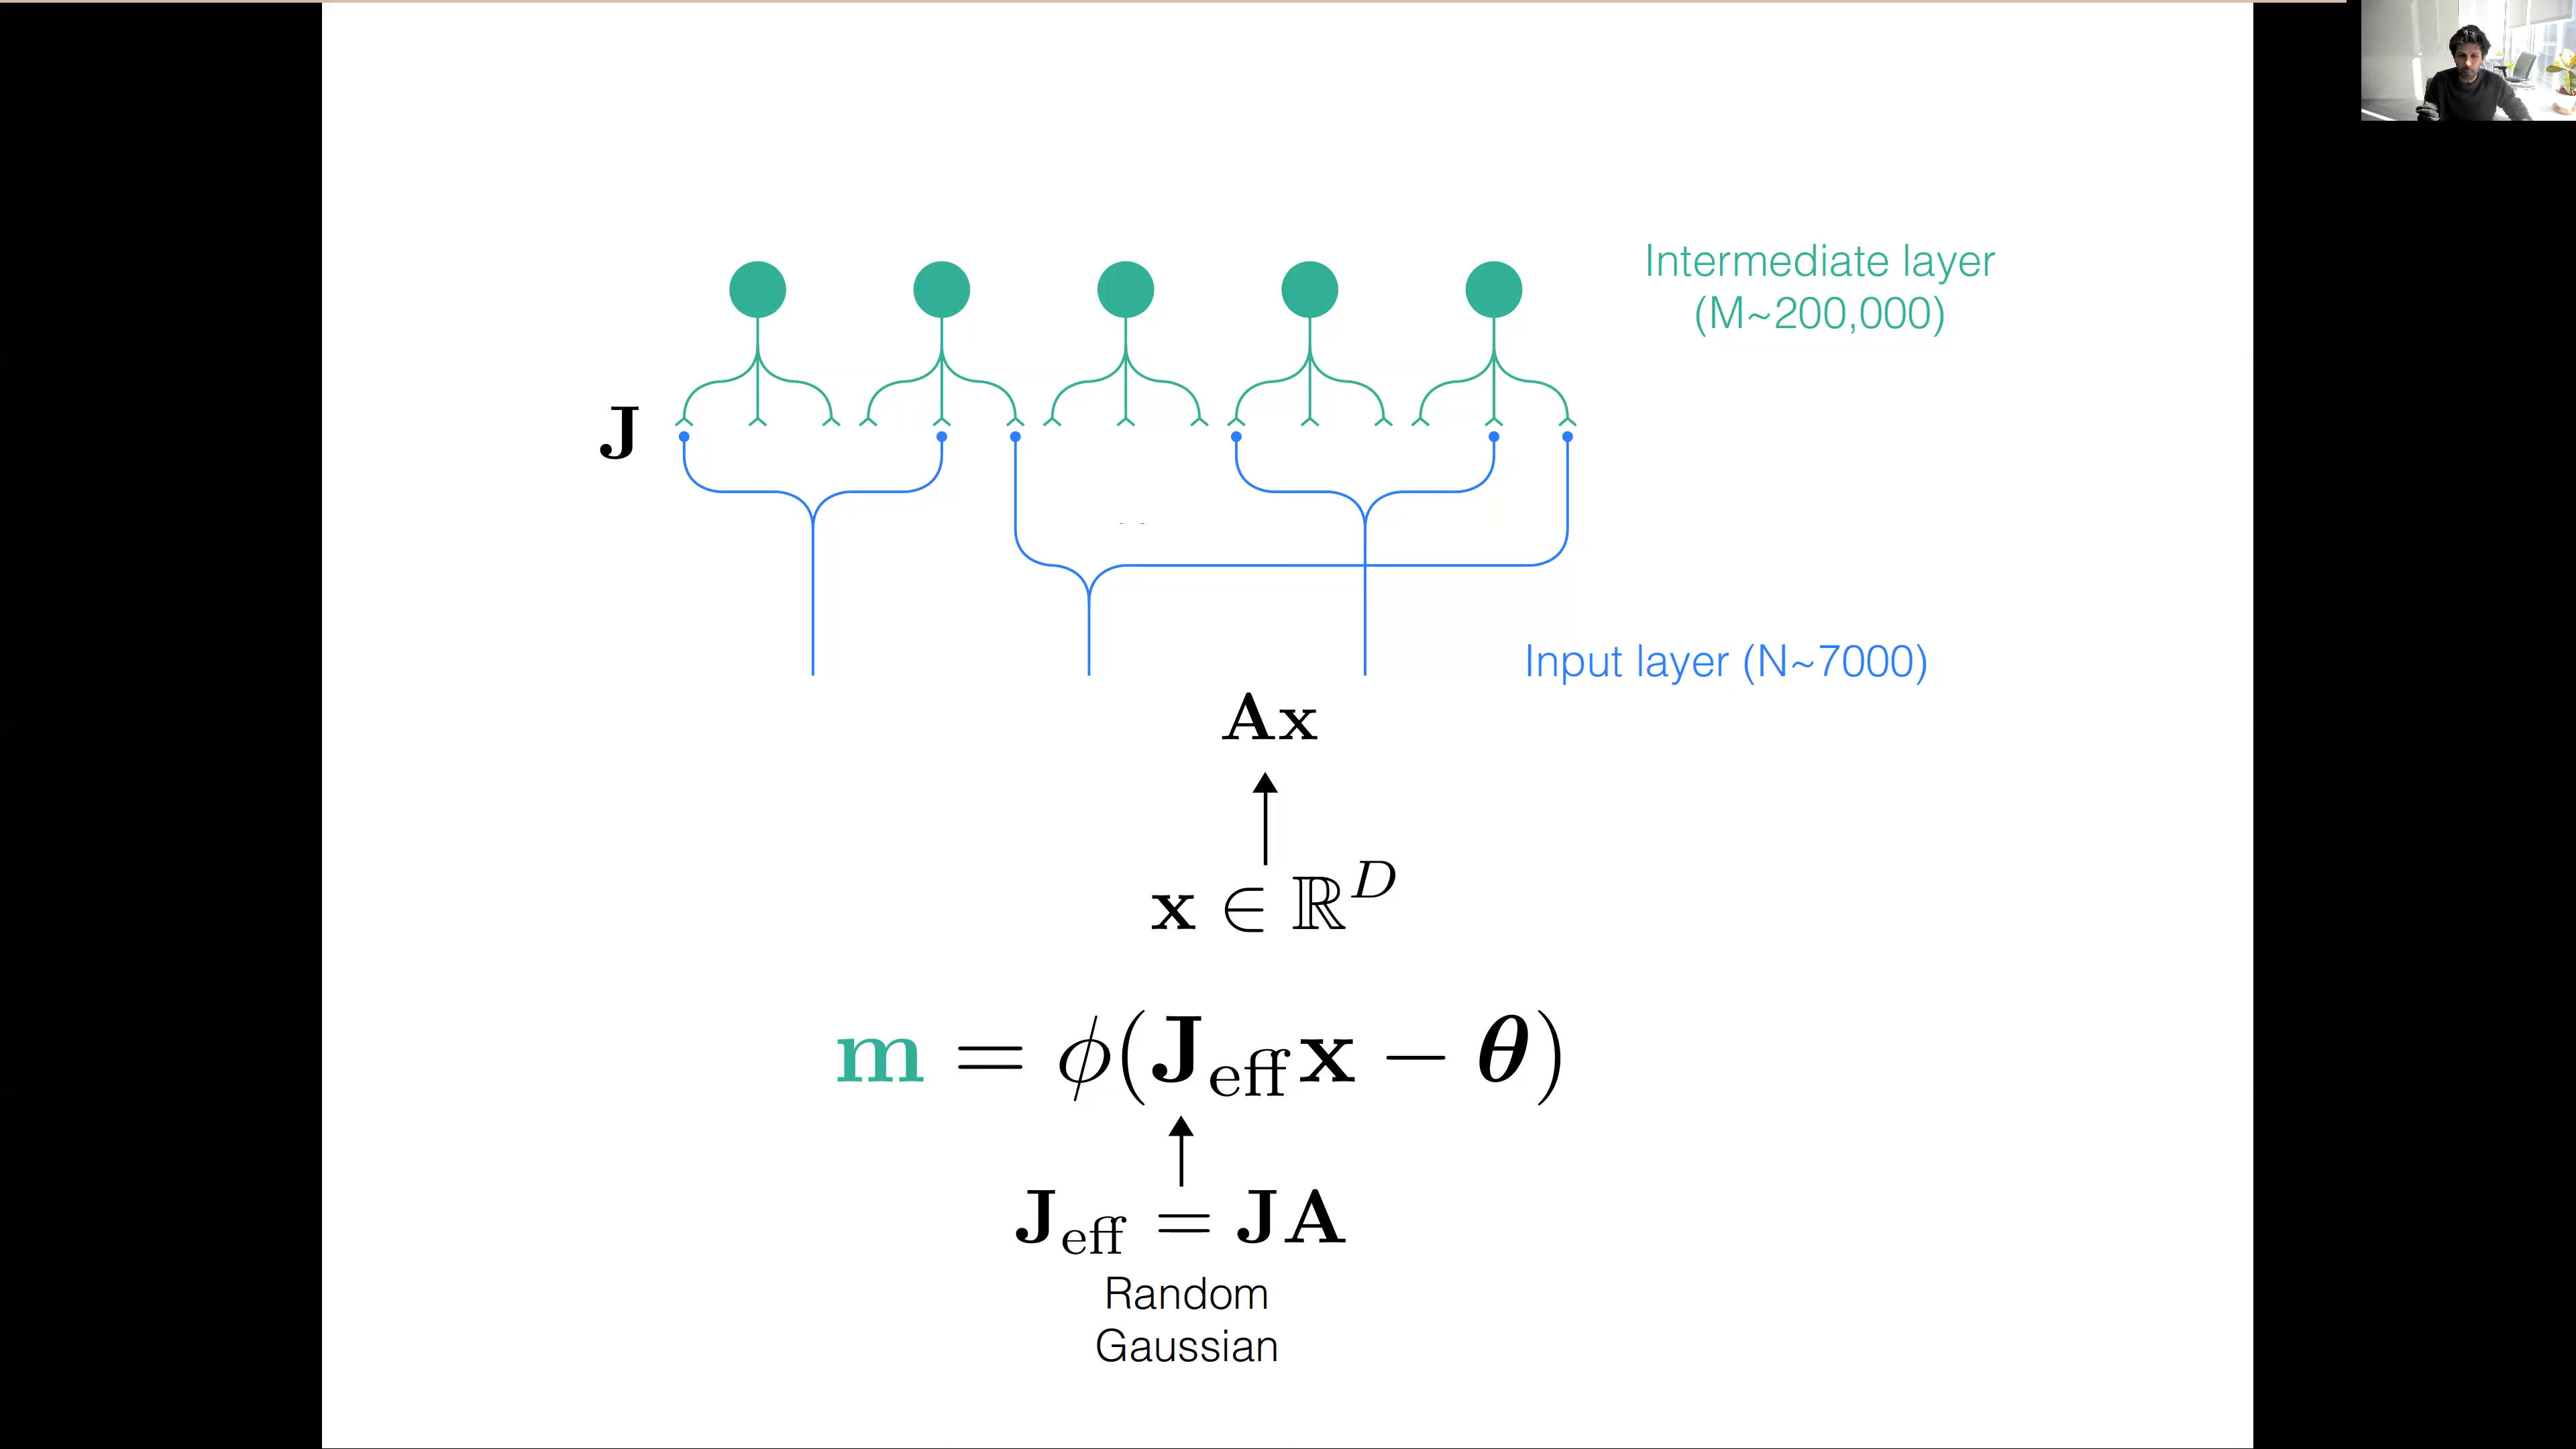 Intermediate layer
(M~200,000)
J
Input layer (N~7000)
Ax
x ∈ ℝ^D
m = ϕ(J_eff x − θ)
J_eff = JA
Random
Gaussian